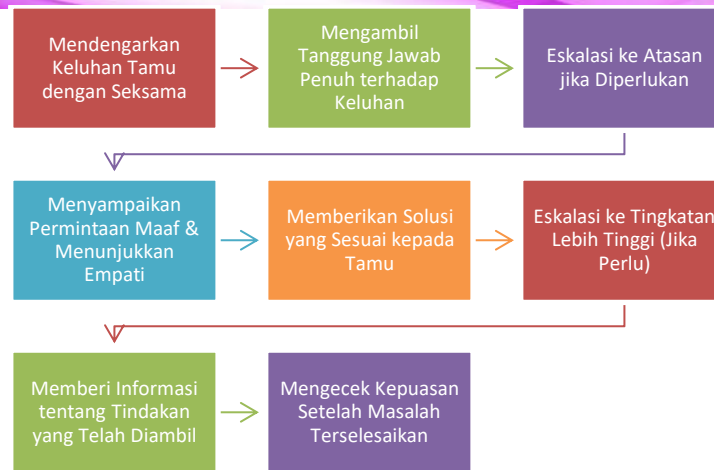 Mendengarkan
Keluhan Tamu
dengan Seksama
Mengambil
Tanggung Jawab
Penuh terhadap
Keluhan
Eskalasi ke Atasan
jika Diperlukan
Menyampaikan
Permintaan Maaf &
Menunjukkan
Empati
Memberikan Solusi
yang Sesuai kepada
Tamu
Eskalasi ke Tingkatan
Lebih Tinggi (Jika
Perlu)
Memberi Informasi
tentang Tindakan
yang Telah Diambil
Mengecek Kepuasan
Setelah Masalah
Terselesaikan